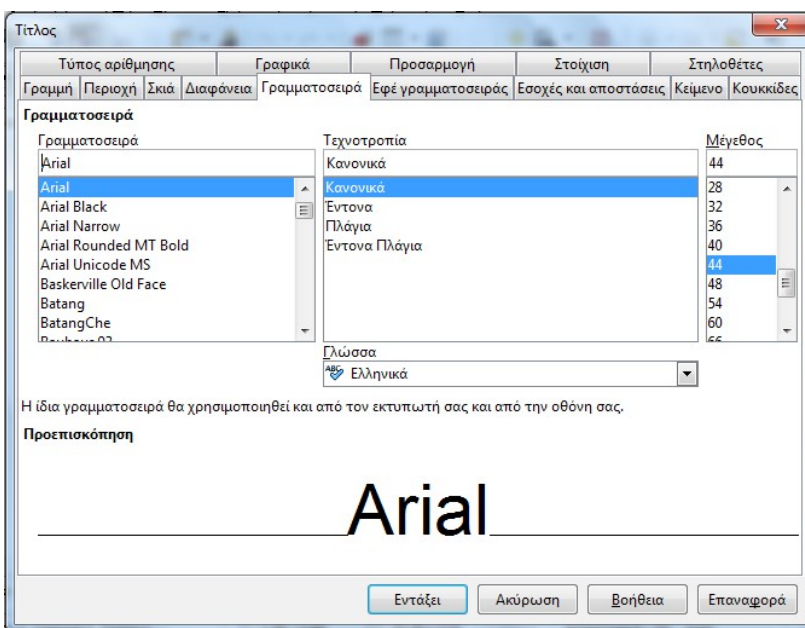 Τίτλος
Τύπος αρίθμησης Γραφικά Προσαρμογή Στοίχιση Στηλοθέτες
Γραμμή Περιοχή Σκιά Διαφάνεια Γραμματοσειρά Εφέ γραμματοσειράς Εσοχές και αποστάσεις Κείμενο Κουκκίδες
Γραμματοσειρά
Γραμματοσειρά Τεχνοτροπία Μέγεθος
Arial Κανονικά 44
Arial Κανονικά 28
Arial Black Έντονα 32
Arial Narrow Πλάγια 36
Arial Rounded MT Bold Έντονα Πλάγια 40
Arial Unicode MS 44
Baskerville Old Face 48
Batang 54
BatangChe 60
Γλώσσα
ABC Ελληνικά
Η ίδια γραμματοσειρά θα χρησιμοποιηθεί και από τον εκτυπωτή σας και από την οθόνη σας.
Προεπισκόπηση
Arial
Εντάξει Ακύρωση Βοήθεια Επαναφορά